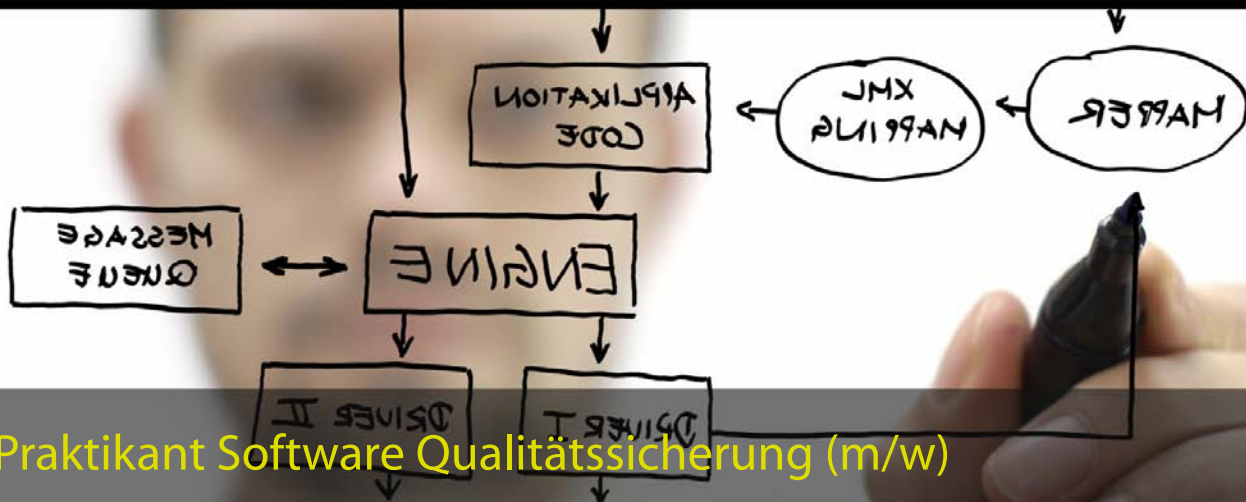 APPLIKATION
CODE
XML
MAPPING
MAPPER
MESSAGE
QUEUE
ENGINE
DRIVER II
DRIVER I
Praktikant Software Qualitätssicherung (m/w)